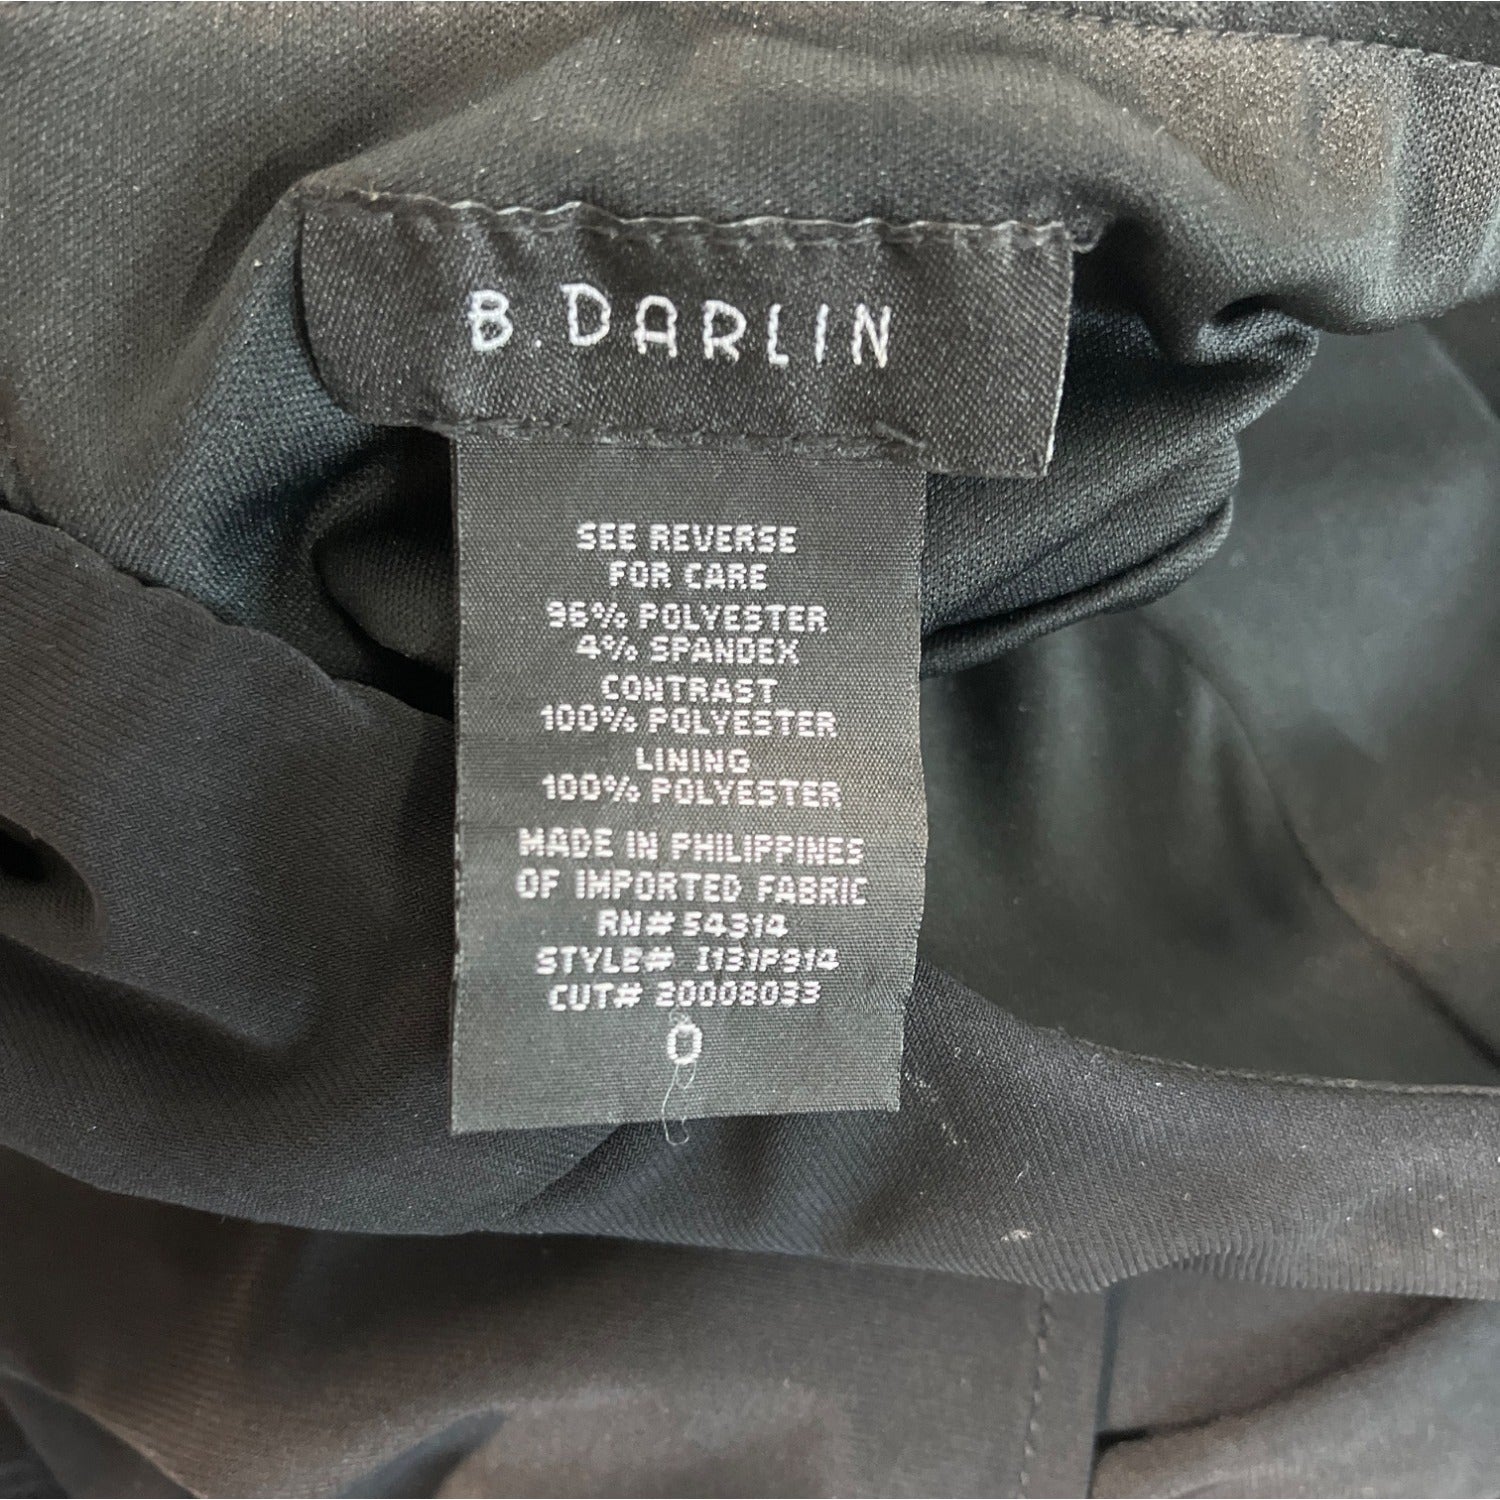 B. DARLIN
SEE REVERSE
FOR CARE
96% POLYESTER
4% SPANDEX
CONTRAST
100% POLYESTER
LINING
100% POLYESTER
MADE IN PHILIPPINES
OF IMPORTED FABRIC
RN# 54314
STYLE# I131P914
CUT# 20008033
0